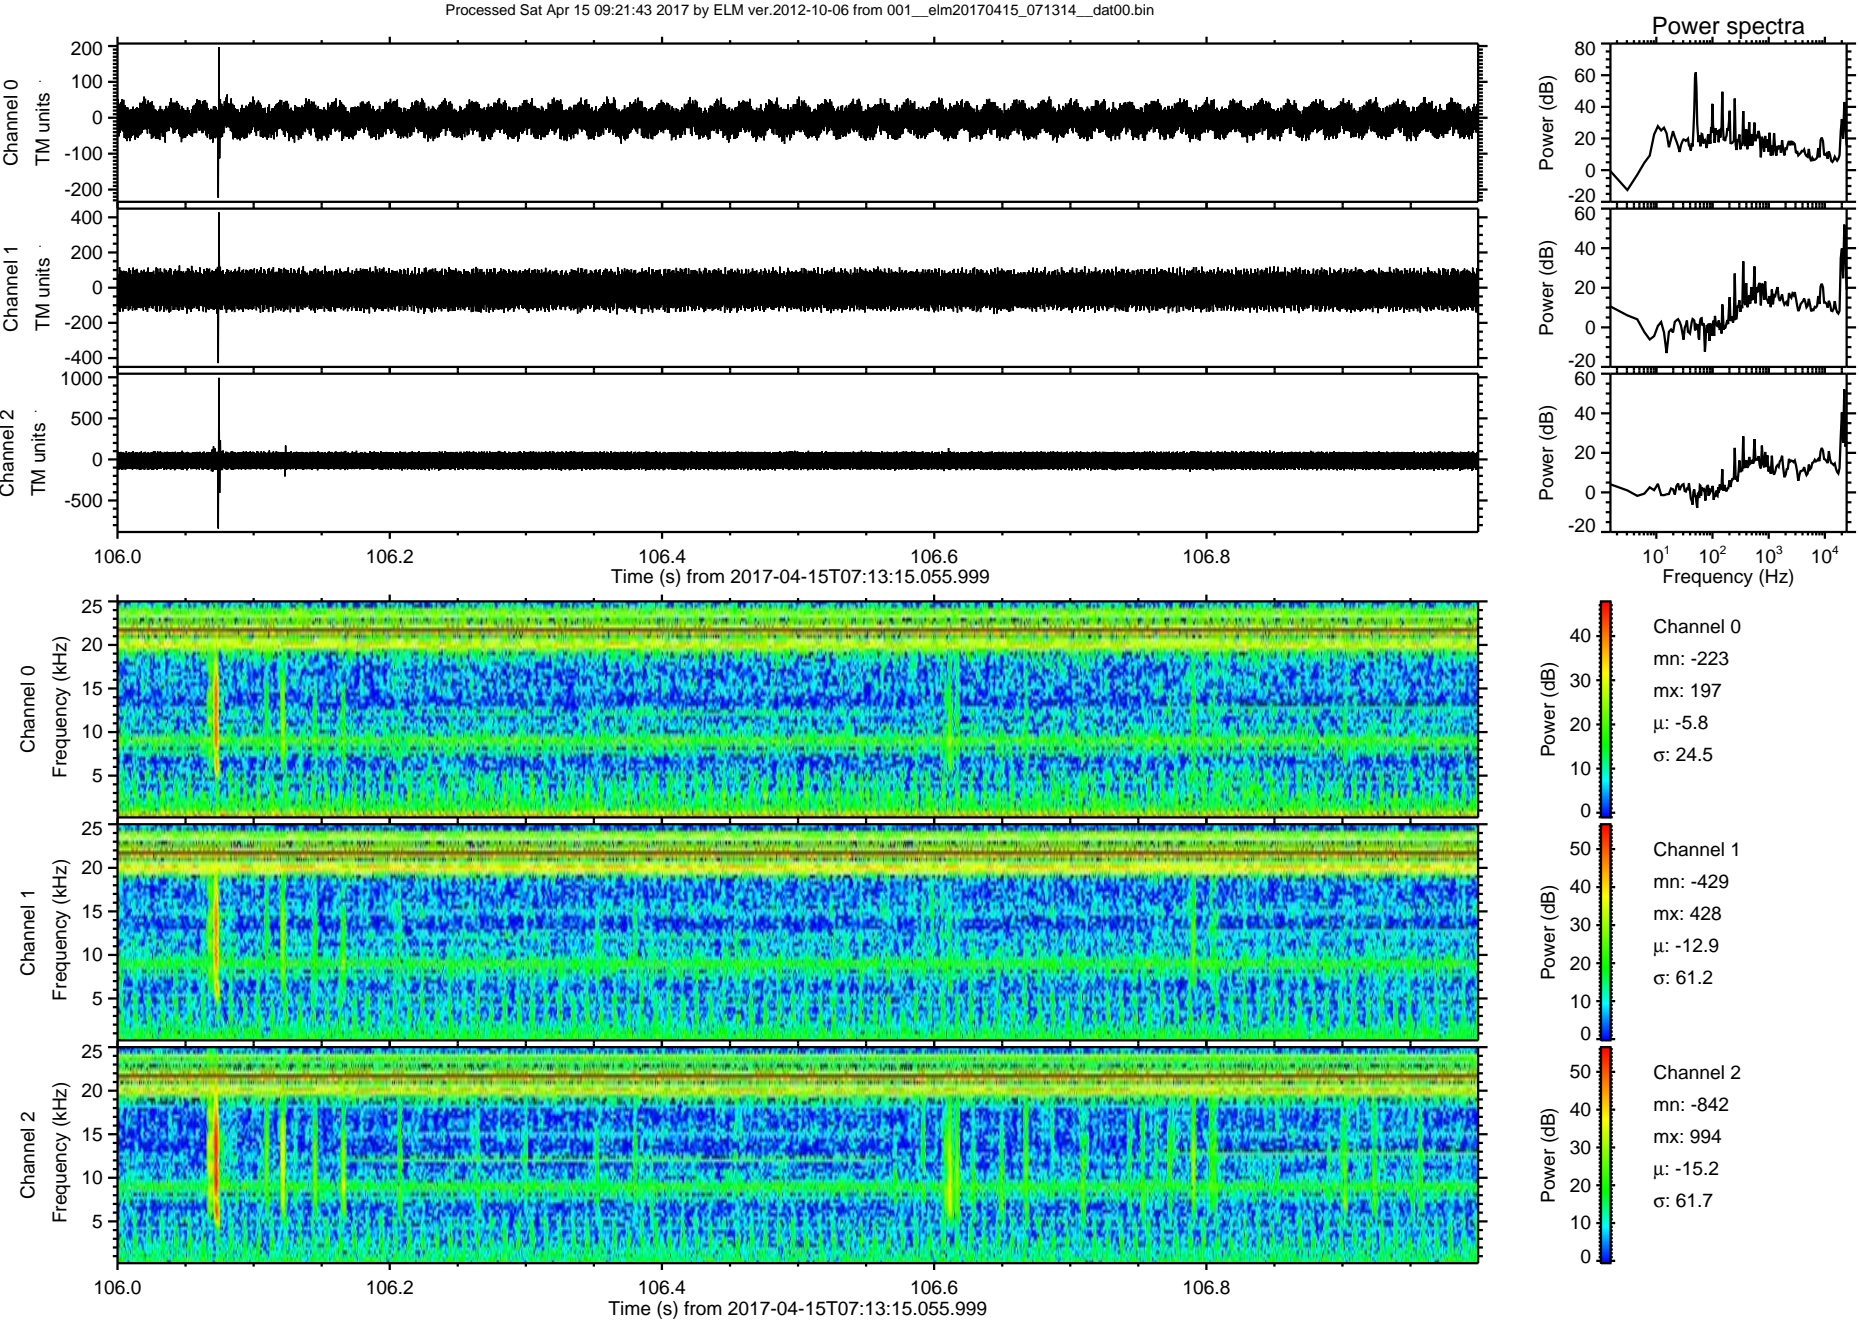 Processed Sat Apr 15 09:21:43 2017 by ELM ver.2012-10-06 from 001__elm20170415_071314__dat00.bin
Power spectra
Channel 0
TM units
200
100
0
-100
-200
Power (dB)
80
60
40
20
0
-20
Channel 1
TM units
400
200
0
-200
-400
Power (dB)
60
40
20
0
-20
Channel 2
TM units
1000
500
0
-500
Power (dB)
60
40
20
0
-20
106.0 106.2 106.4 106.6 106.8
Time (s) from 2017-04-15T07:13:15.055.999
10¹ 10² 10³ 10⁴
Frequency (Hz)
Channel 0
Frequency (kHz)
25
20
15
10
5
Power (dB)
40
30
20
10
0
Channel 0
mn: -223
mx: 197
μ: -5.8
σ: 24.5
Channel 1
Frequency (kHz)
25
20
15
10
5
Power (dB)
50
40
30
20
10
0
Channel 1
mn: -429
mx: 428
μ: -12.9
σ: 61.2
Channel 2
Frequency (kHz)
25
20
15
10
5
Power (dB)
50
40
30
20
10
0
Channel 2
mn: -842
mx: 994
μ: -15.2
σ: 61.7
106.0 106.2 106.4 106.6 106.8
Time (s) from 2017-04-15T07:13:15.055.999